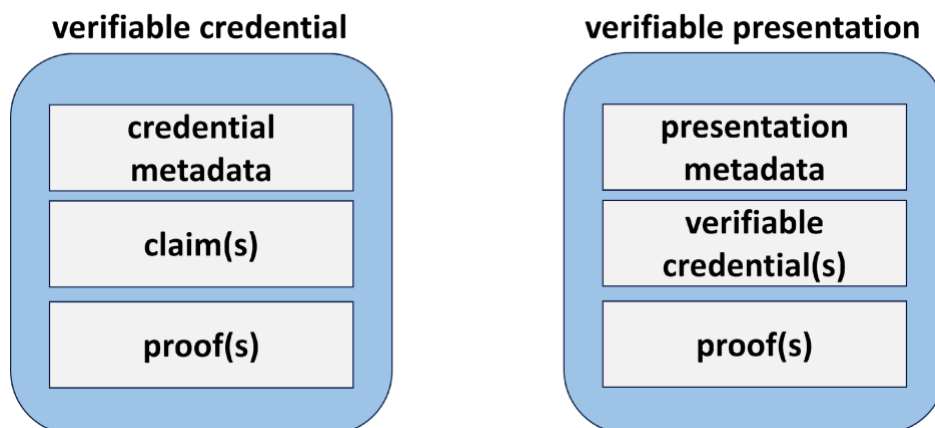 verifiable credential
credential
metadata
claim(s)
proof(s)
verifiable presentation
presentation
metadata
verifiable
credential(s)
proof(s)